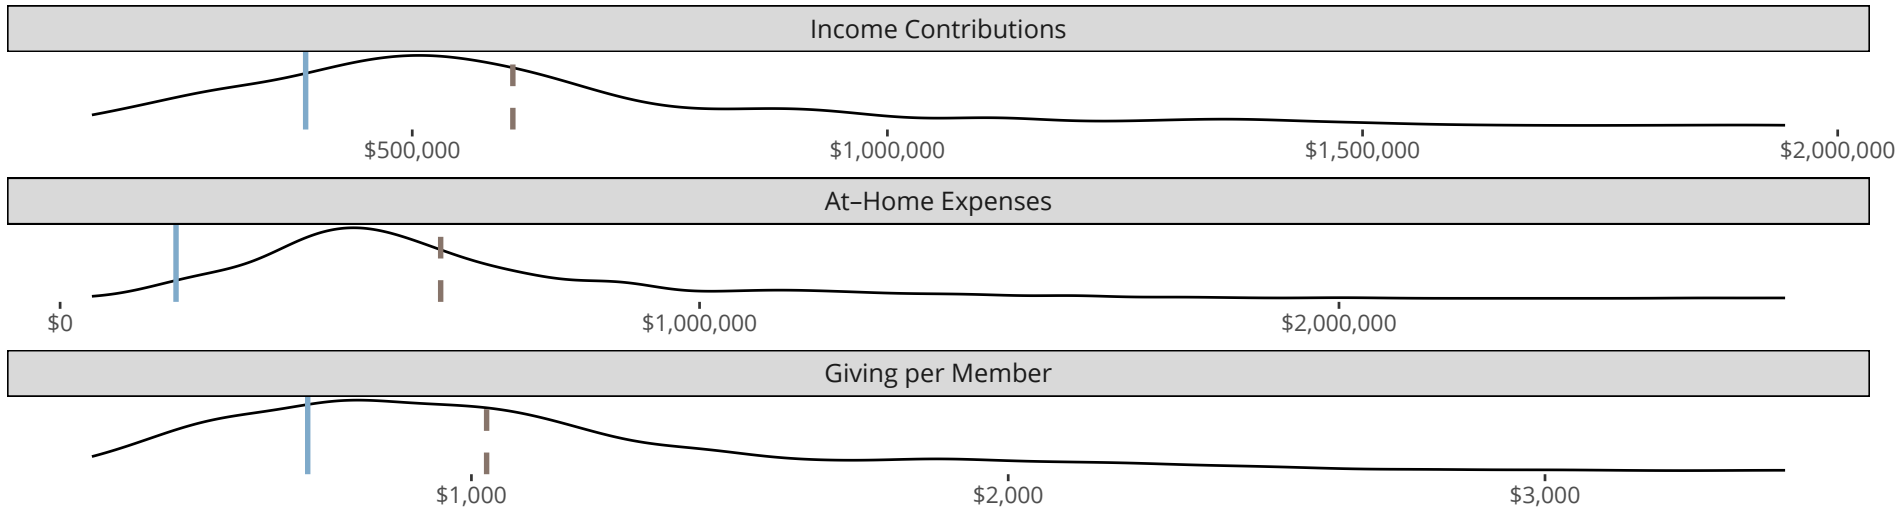 Income Contributions
$500,000 $1,000,000 $1,500,000 $2,000,000
At–Home Expenses
$0 $1,000,000 $2,000,000
Giving per Member
$1,000 $2,000 $3,000